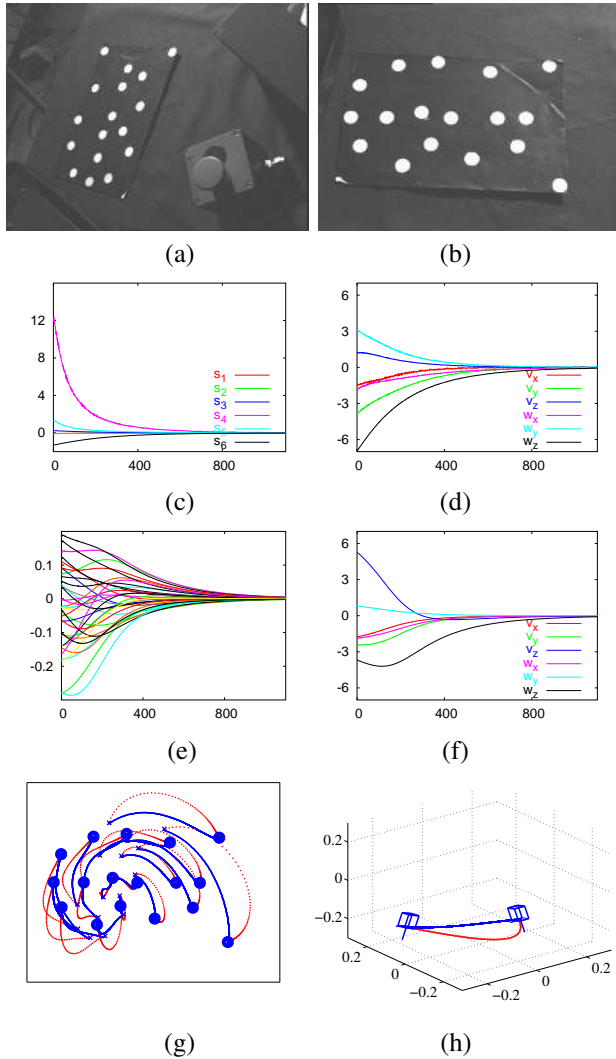 (a) (b)
12
8
4
0
0 400 800
s1
s2
s3
s4
s5
s6
6
3
0
-3
-6
0 400 800
vx
vy
vz
wx
wy
wz
(c) (d)
0.1
0
-0.1
-0.2
0 400 800
6
3
0
-3
-6
0 400 800
vx
vy
vz
wx
wy
wz
(e) (f)
0.2
0
−0.2
0.2
0
−0.2
0.2
0
−0.2
(g) (h)